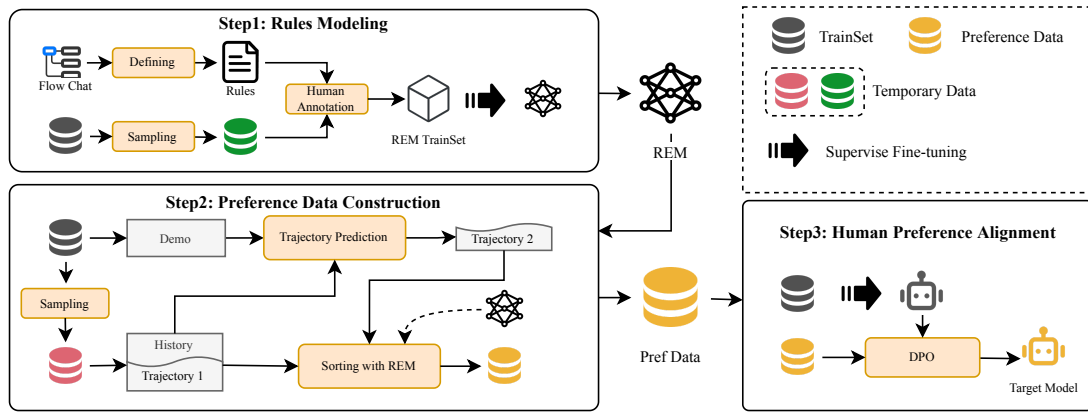 Step1: Rules Modeling
Flow Chat
Defining
Rules
Human
Annotation
Sampling
REM TrainSet
REM
TrainSet
Preference Data
Temporary Data
Supervise Fine-tuning
Step2: Preference Data Construction
Demo
Trajectory Prediction
Trajectory 2
Sampling
History
Trajectory 1
Sorting with REM
Pref Data
Step3: Human Preference Alignment
DPO
Target Model